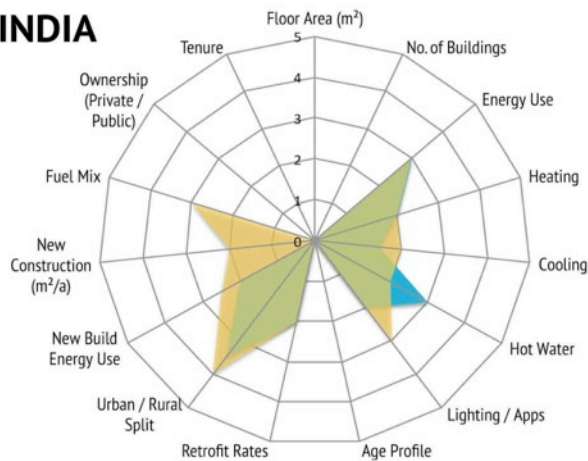 INDIA
Floor Area (m²)
No. of Buildings
Energy Use
Heating
Cooling
Hot Water
Lighting / Apps
Age Profile
Retrofit Rates
Urban / Rural
Split
New Build
Energy Use
New
Construction
(m²/a)
Fuel Mix
Ownership
(Private /
Public)
Tenure
5
4
3
2
1
0